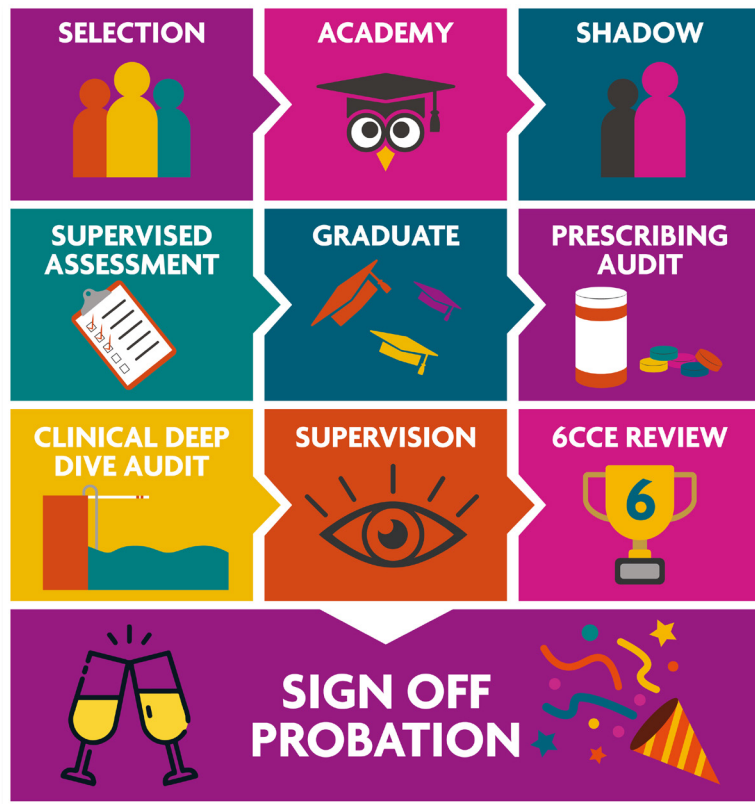 SELECTION
ACADEMY
SHADOW
SUPERVISED
ASSESSMENT
GRADUATE
PRESCRIBING
AUDIT
CLINICAL DEEP
DIVE AUDIT
SUPERVISION
6CCE REVIEW
6
SIGN OFF
PROBATION